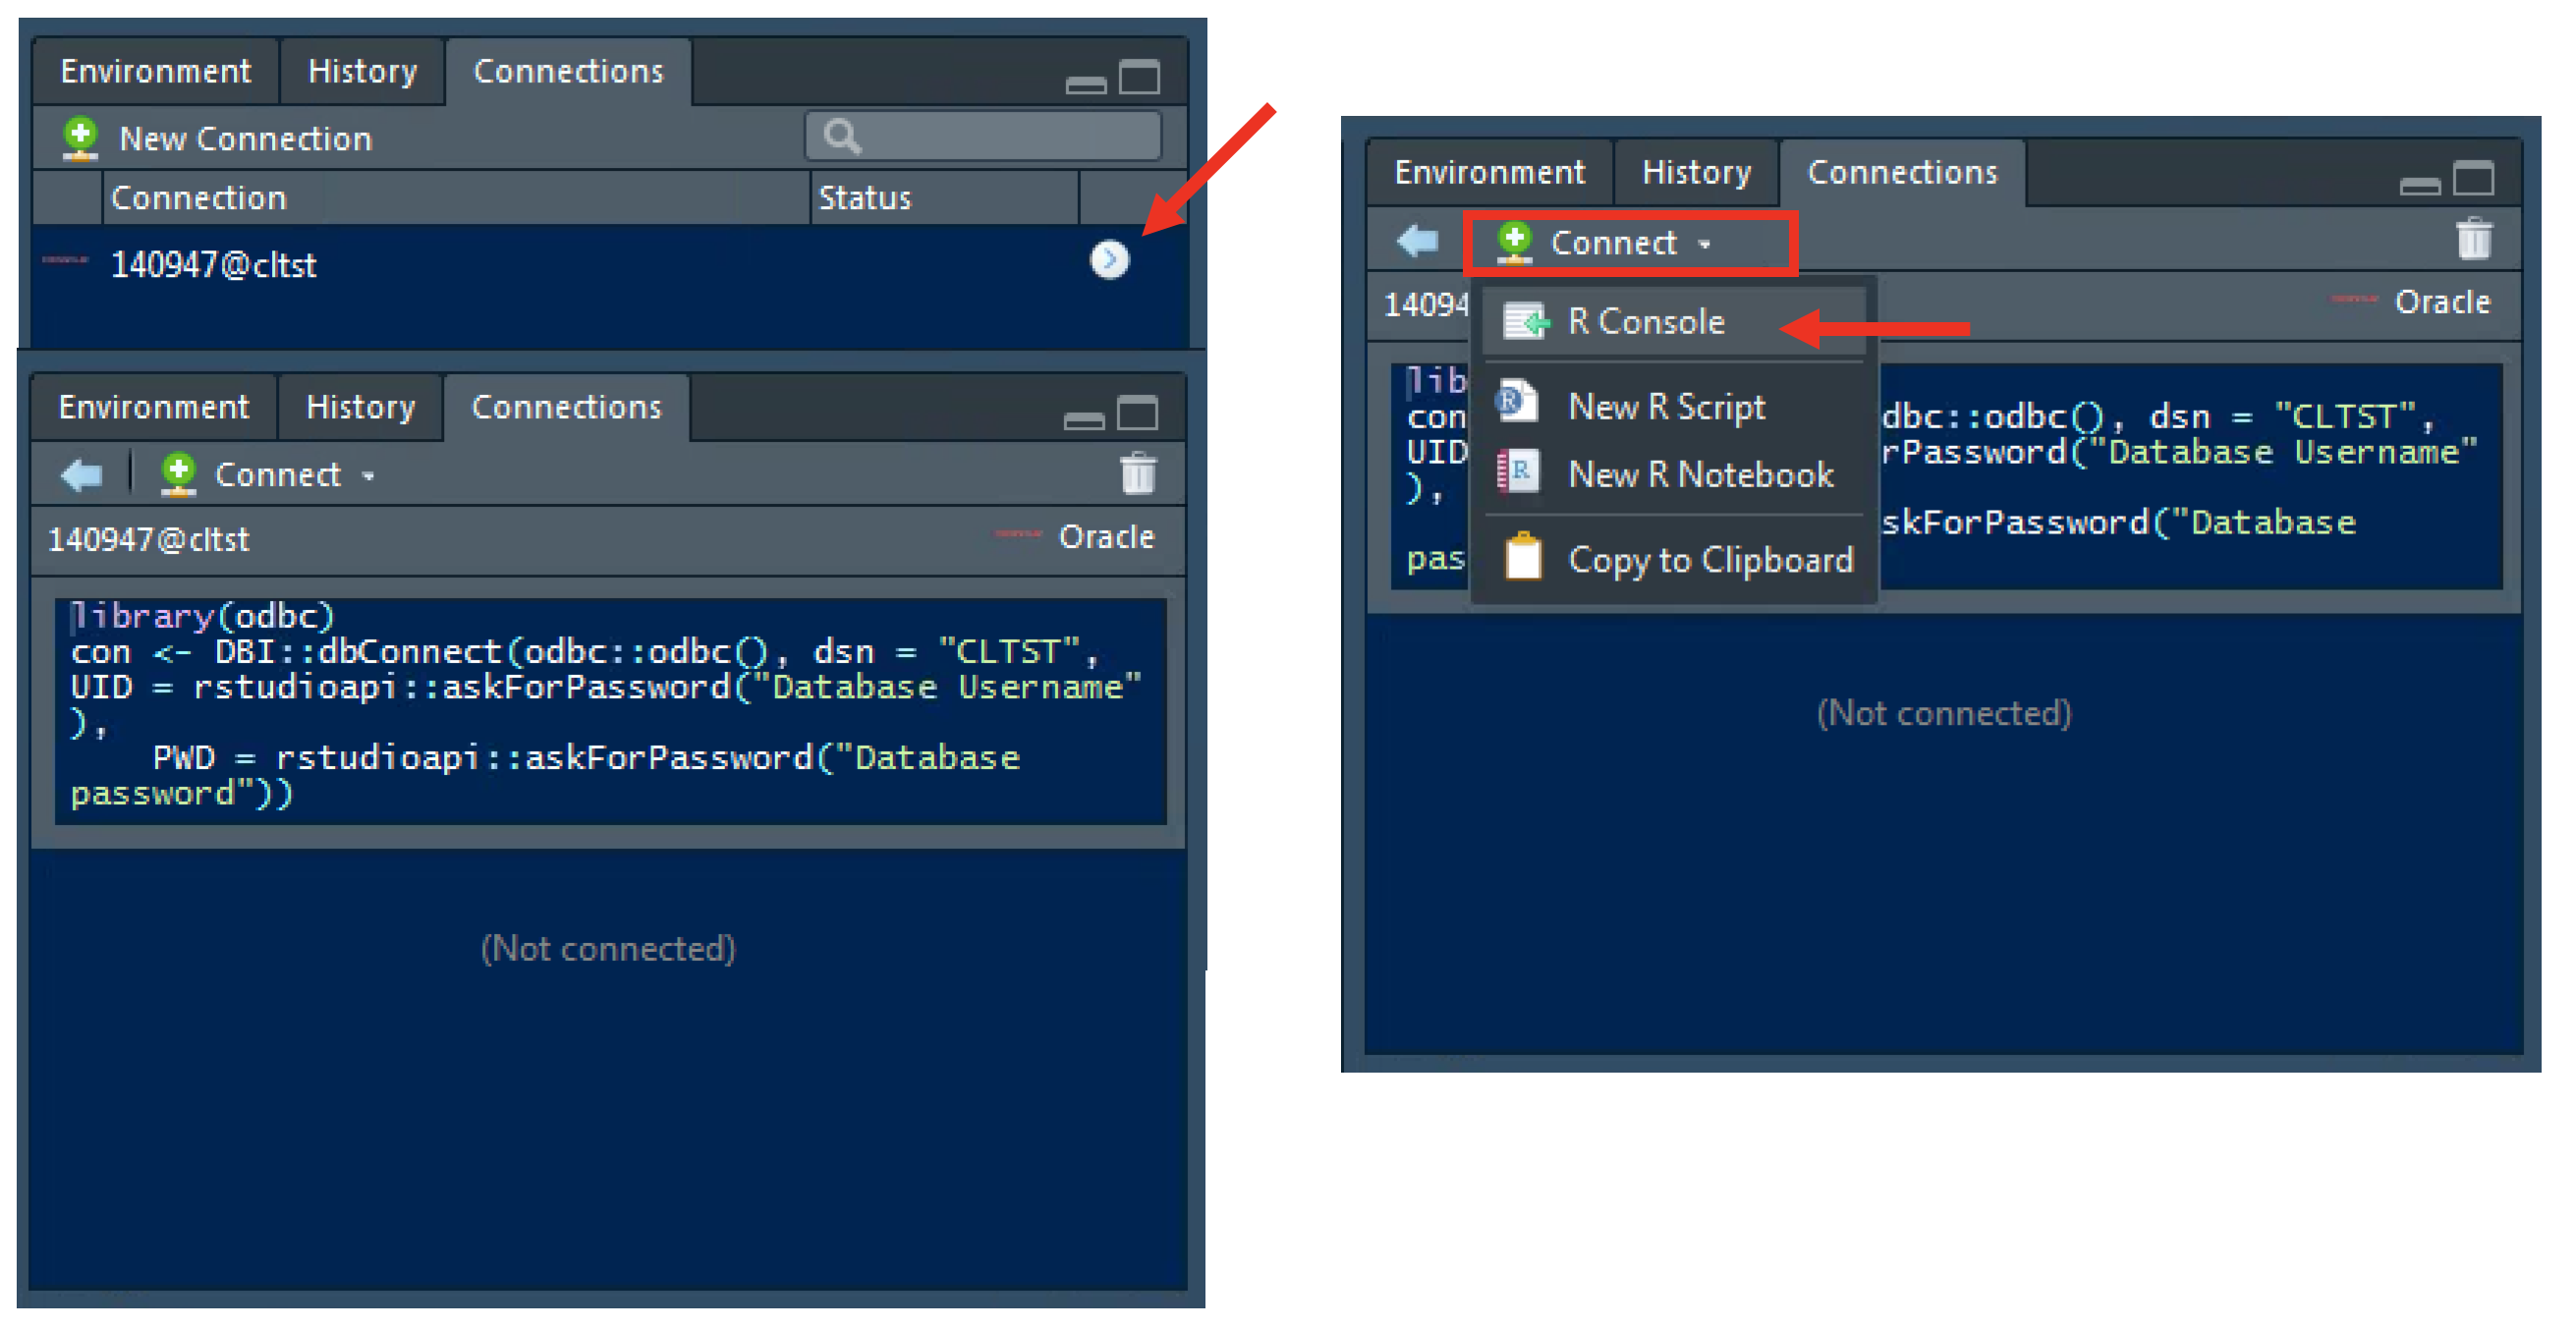 Environment History Connections
New Connection
Connection Status
140947@cltst
Environment History Connections
Connect
140947@cltst Oracle
library(odbc)
con <- DBI::dbConnect(odbc::odbc(), dsn = "CLTST",
UID = rstudioapi::askForPassword("Database Username"
),
PWD = rstudioapi::askForPassword("Database
password"))
(Not connected)
Environment History Connections
Connect
14094 Oracle
R Console
New R Script
New R Notebook
Copy to Clipboard
lib
con dbc::odbc(), dsn = "CLTST",
UID rPassword("Database Username"
),
skForPassword("Database
pas
(Not connected)